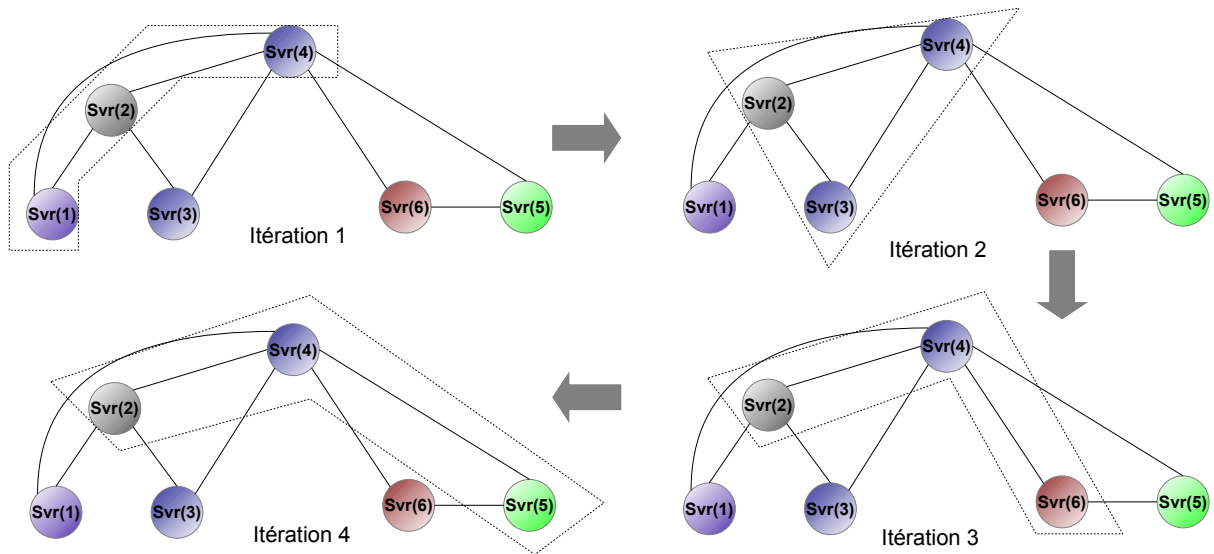 Svr(4)
Svr(2)
Svr(1)
Svr(3)
Svr(6)
Svr(5)
Itération 1
Svr(4)
Svr(2)
Svr(1)
Svr(3)
Svr(6)
Svr(5)
Itération 2
Svr(4)
Svr(2)
Svr(1)
Svr(3)
Svr(6)
Svr(5)
Itération 4
Svr(4)
Svr(2)
Svr(1)
Svr(3)
Svr(6)
Svr(5)
Itération 3